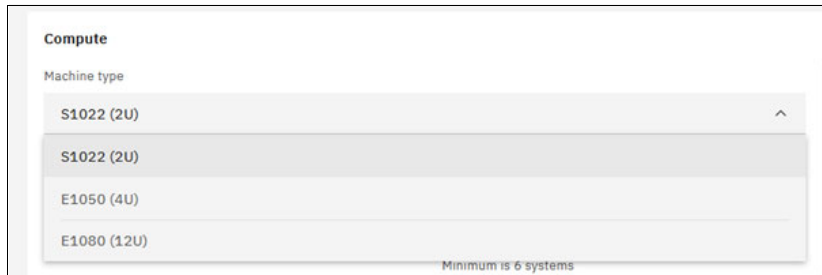 Compute
Machine type
S1022 (2U)
S1022 (2U)
E1050 (4U)
E1080 (12U)
Minimum is 6 systems